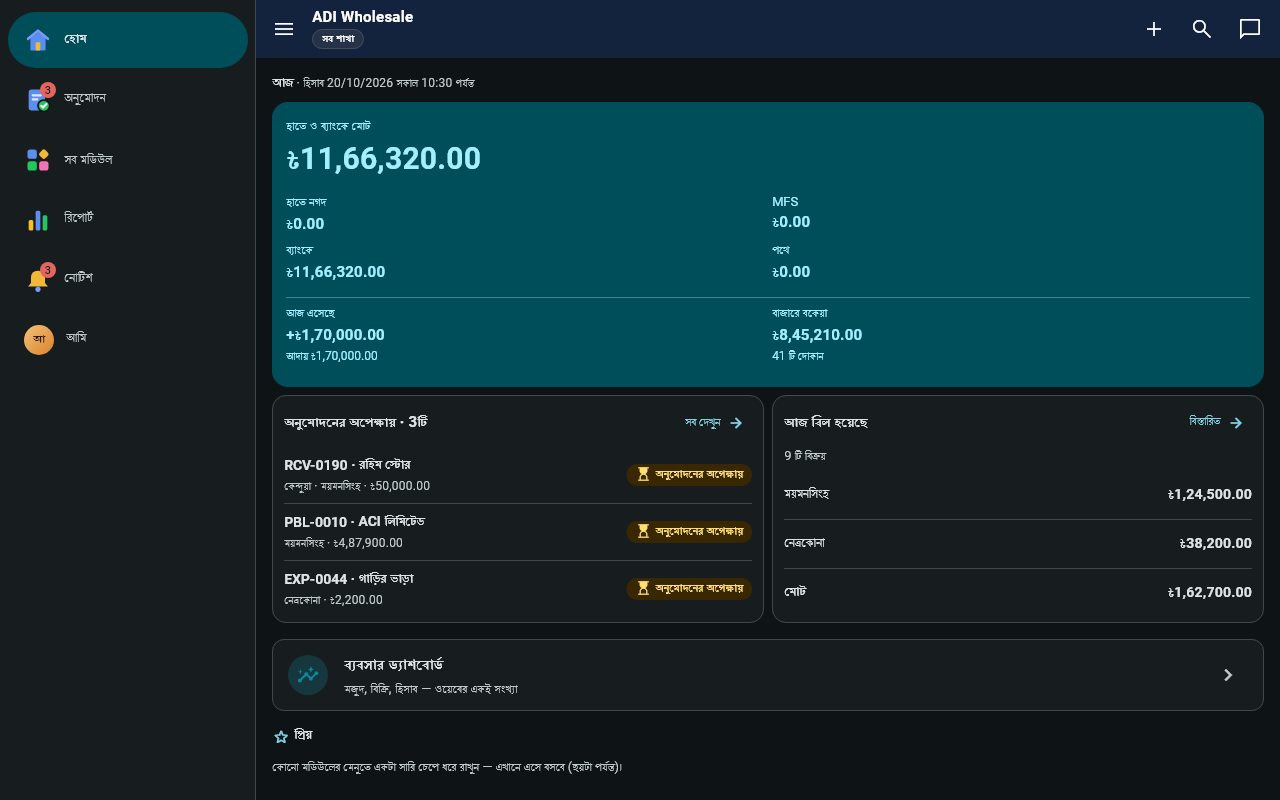 হোম
3
অনুমোদন
সব মডিউল
রিপোর্ট
3
নোটিশ
আ
আমি
ADI Wholesale
সব শাখা
আজ · হিসাব 20/10/2026 সকাল 10:30 পর্যন্ত
হাতে ও ব্যাংকে মোট
৳11,66,320.00
হাতে নগদ
৳0.00
MFS
৳0.00
ব্যাংকে
৳11,66,320.00
পথে
৳0.00
আজ এসেছে
+৳1,70,000.00
আদায় ৳1,70,000.00
বাজারে বকেয়া
৳8,45,210.00
41 টি দোকান
অনুমোদনের অপেক্ষায় · 3টি
সব দেখুন
RCV-0190 · রহিম স্টোর
কেন্দুয়া · ময়মনসিংহ · ৳50,000.00
অনুমোদনের অপেক্ষায়
PBL-0010 · ACI লিমিটেড
ময়মনসিংহ · ৳4,87,900.00
অনুমোদনের অপেক্ষায়
EXP-0044 · গাড়ির ভাড়া
নেত্রকোনা · ৳2,200.00
অনুমোদনের অপেক্ষায়
আজ বিল হয়েছে
বিস্তারিত
9 টি বিক্রয়
ময়মনসিংহ ৳1,24,500.00
নেত্রকোনা ৳38,200.00
মোট ৳1,62,700.00
ব্যবসার ড্যাশবোর্ড
মজুদ, বিক্রি, হিসাব — ওয়েবের একই সংখ্যা
প্রিয়
কোনো মডিউলের মেনুতে একটা সারি চেপে ধরে রাখুন — এখানে এসে বসবে (ছয়টা পর্যন্ত)।